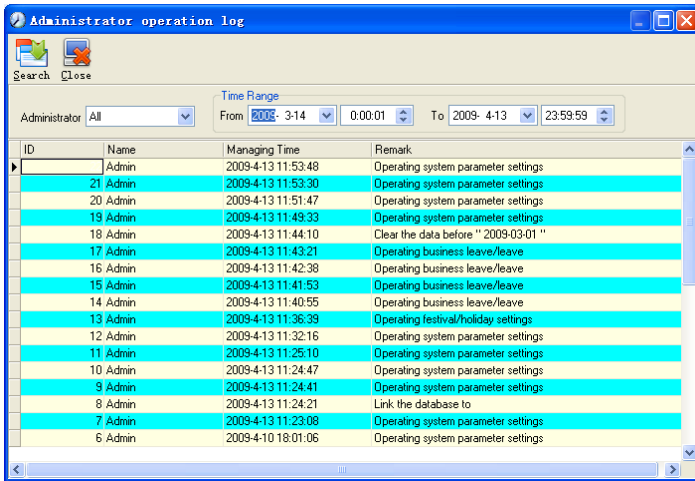 Administrator operation log
Search Close
Time Range
Administrator All From 2009- 3-14 0:00:01 To 2009- 4-13 23:59:59
ID Name Managing Time Remark
Admin 2009-4-13 11:53:48 Operating system parameter settings
21 Admin 2009-4-13 11:53:30 Operating system parameter settings
20 Admin 2009-4-13 11:51:47 Operating system parameter settings
19 Admin 2009-4-13 11:49:33 Operating system parameter settings
18 Admin 2009-4-13 11:44:10 Clear the data before " 2009-03-01 "
17 Admin 2009-4-13 11:43:21 Operating business leave/leave
16 Admin 2009-4-13 11:42:38 Operating business leave/leave
15 Admin 2009-4-13 11:41:53 Operating business leave/leave
14 Admin 2009-4-13 11:40:55 Operating business leave/leave
13 Admin 2009-4-13 11:36:39 Operating festival/holiday settings
12 Admin 2009-4-13 11:32:16 Operating system parameter settings
11 Admin 2009-4-13 11:25:10 Operating system parameter settings
10 Admin 2009-4-13 11:24:47 Operating system parameter settings
9 Admin 2009-4-13 11:24:41 Operating system parameter settings
8 Admin 2009-4-13 11:24:21 Link the database to
7 Admin 2009-4-13 11:23:08 Operating system parameter settings
6 Admin 2009-4-10 18:01:06 Operating system parameter settings